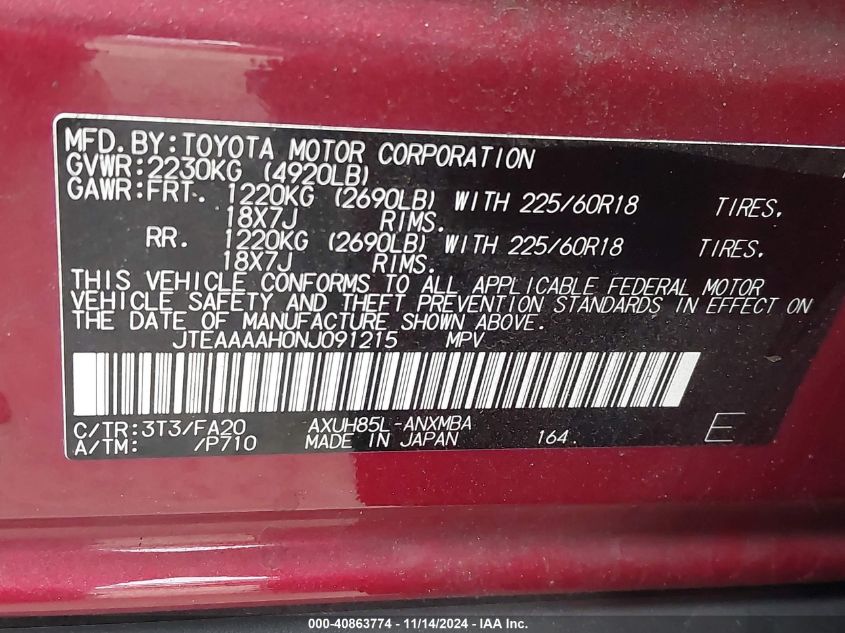 MFD. BY: TOYOTA MOTOR CORPORATION
GVWR: 2230KG (4920LB)
GAWR: FRT. 1220KG (2690LB) WITH 225/60R18 TIRES.
18X7J RIMS.
RR. 1220KG (2690LB) WITH 225/60R18 TIRES.
18X7J RIMS.
THIS VEHICLE CONFORMS TO ALL APPLICABLE FEDERAL MOTOR
VEHICLE SAFETY AND THEFT PREVENTION STANDARDS IN EFFECT ON
THE DATE OF MANUFACTURE SHOWN ABOVE.
JTEAAAAH0NJ091215 MPV
C/TR: 3T3/FA20 AXUH85L-ANXMBA
A/TM: /P710 MADE IN JAPAN 164 E
000-40863774 - 11/14/2024 - IAA Inc.